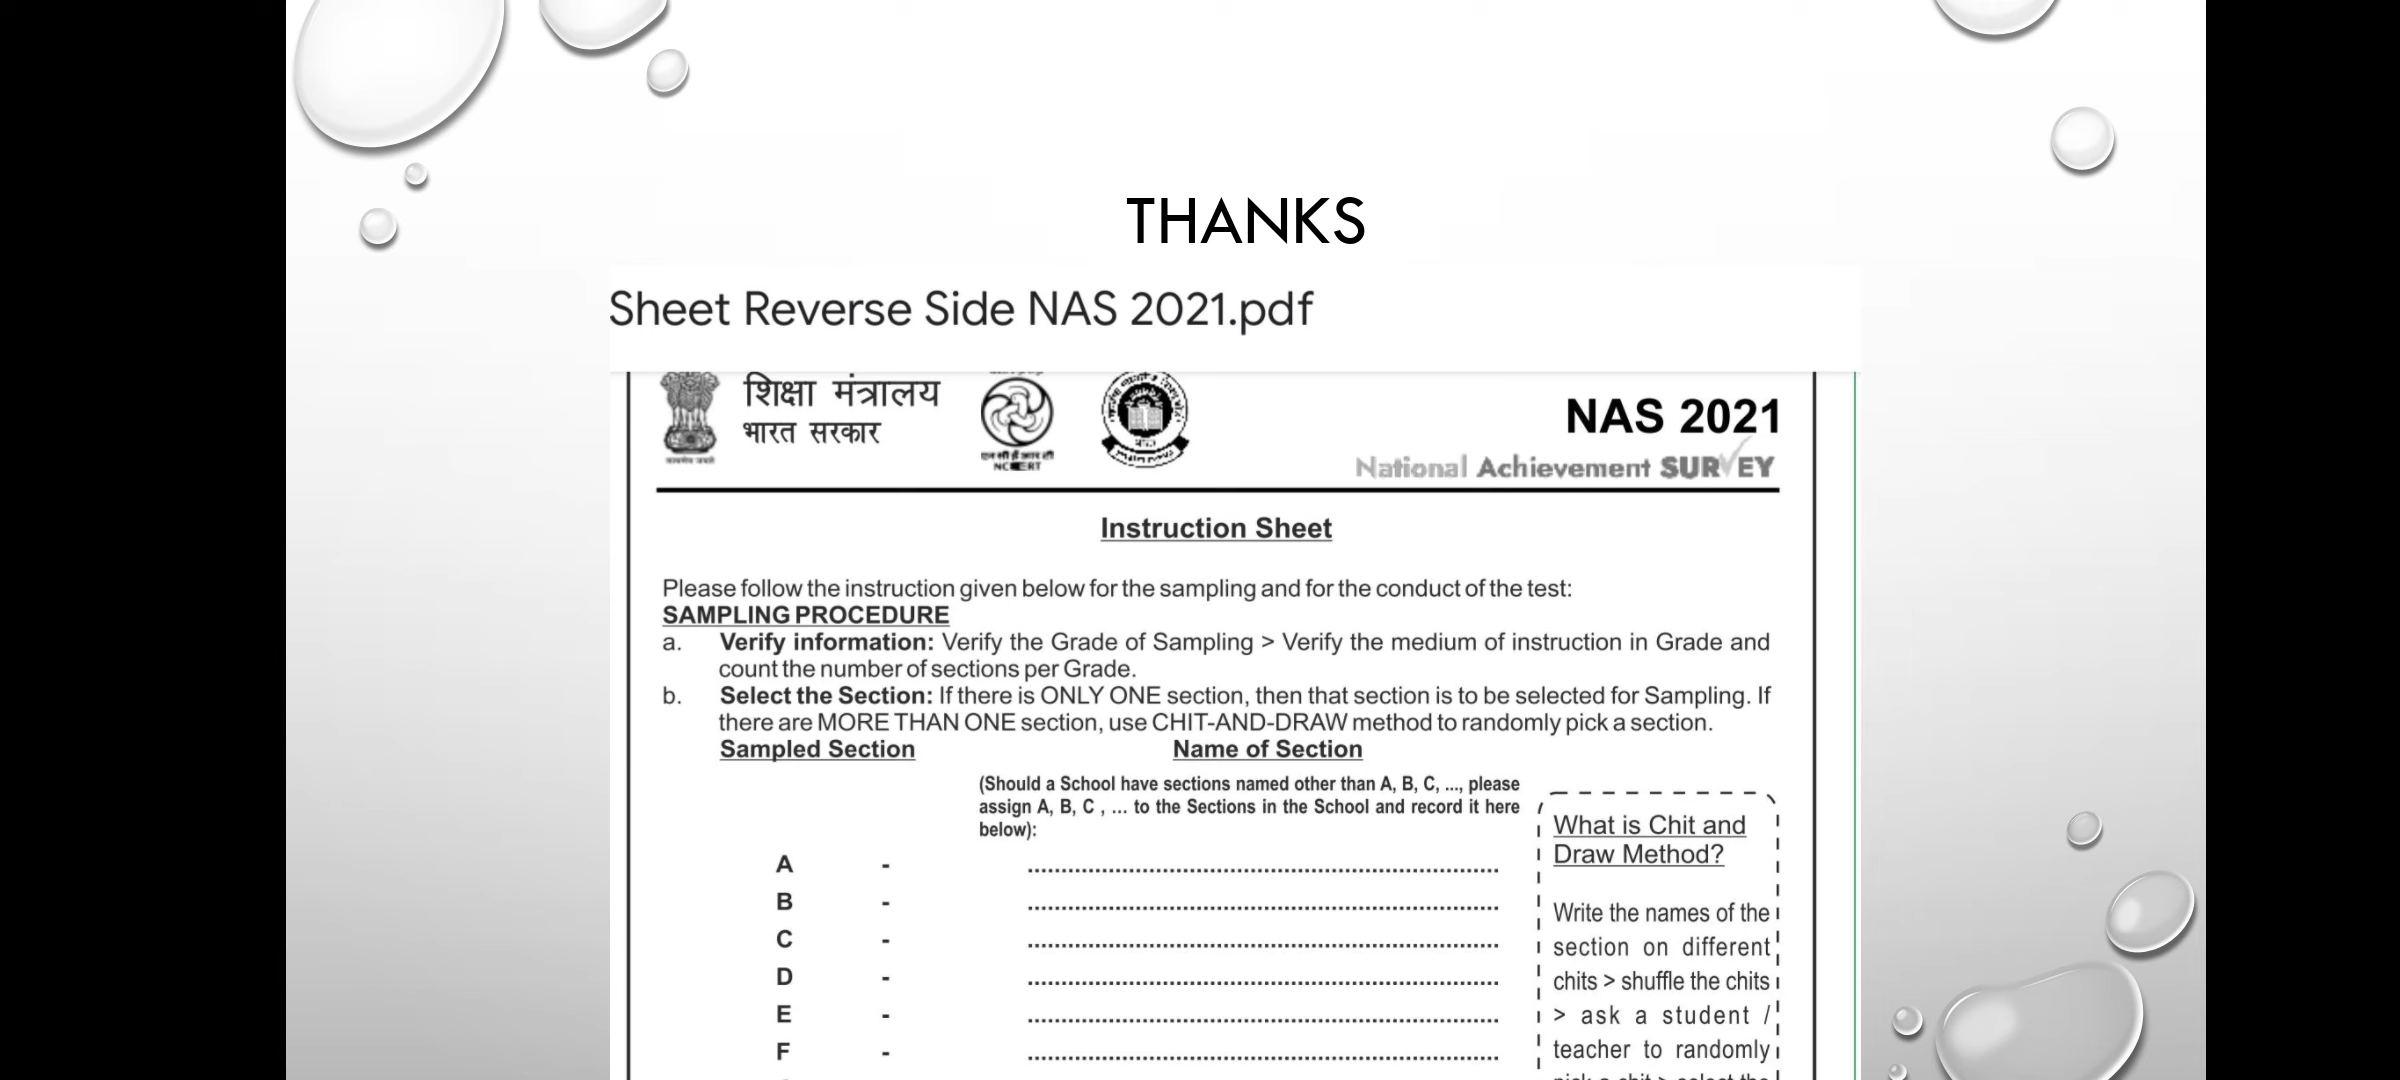 THANKS
Sheet Reverse Side NAS 2021.pdf
शिक्षा मंत्रालय
भारत सरकार
एन सी ई आर टी
NCERT
NAS 2021
National Achievement SURVEY
Instruction Sheet
Please follow the instruction given below for the sampling and for the conduct of the test:
SAMPLING PROCEDURE
a. Verify information: Verify the Grade of Sampling > Verify the medium of instruction in Grade and
count the number of sections per Grade.
b. Select the Section: If there is ONLY ONE section, then that section is to be selected for Sampling. If
there are MORE THAN ONE section, use CHIT-AND-DRAW method to randomly pick a section.
Sampled Section Name of Section
(Should a School have sections named other than A, B, C, ..., please
assign A, B, C , ... to the Sections in the School and record it here
below):
A - ......................................................................
B - ......................................................................
C - ......................................................................
D - ......................................................................
E - ......................................................................
F - ......................................................................
What is Chit and
Draw Method?
Write the names of the
section on different
chits > shuffle the chits
> ask a student /
teacher to randomly
pick a chit > select the